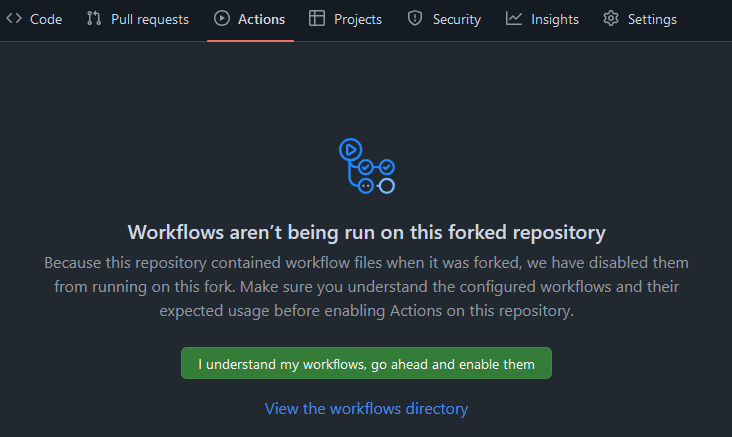 Code Pull requests Actions Projects Security Insights Settings
Workflows aren’t being run on this forked repository
Because this repository contained workflow files when it was forked, we have disabled them
from running on this fork. Make sure you understand the configured workflows and their
expected usage before enabling Actions on this repository.
I understand my workflows, go ahead and enable them
View the workflows directory